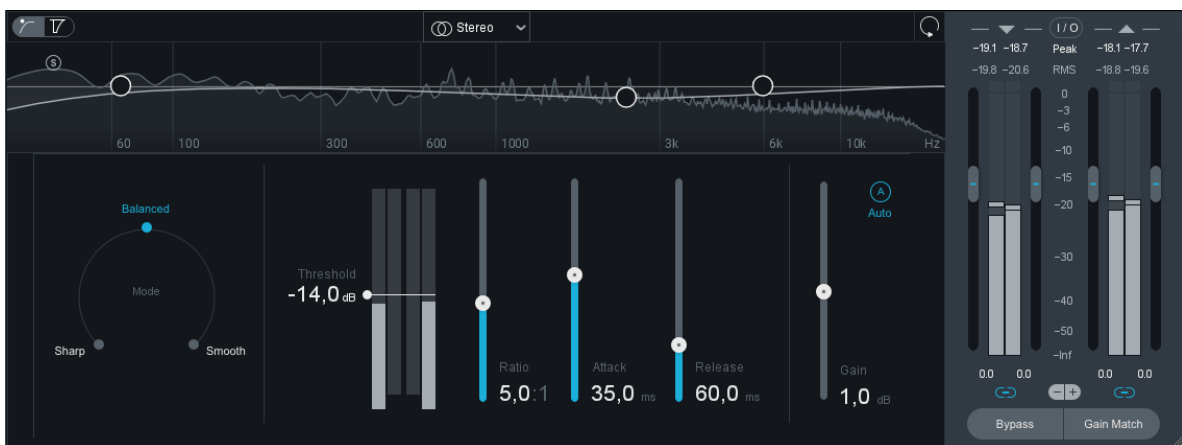 Stereo
S
60 100 300 600 1000 3k 6k 10k Hz
Balanced
Mode
Sharp Smooth
Threshold
-14,0 dB
Ratio
5,0:1
Attack
35,0 ms
Release
60,0 ms
A
Auto
Gain
1,0 dB
I / O
-19.1 -18.7 Peak -18.1 -17.7
-19.8 -20.6 RMS -18.8 -19.6
0
-3
-6
-10
-15
-20
-30
-40
-50
-Inf
0.0 0.0 0.0 0.0
Bypass Gain Match